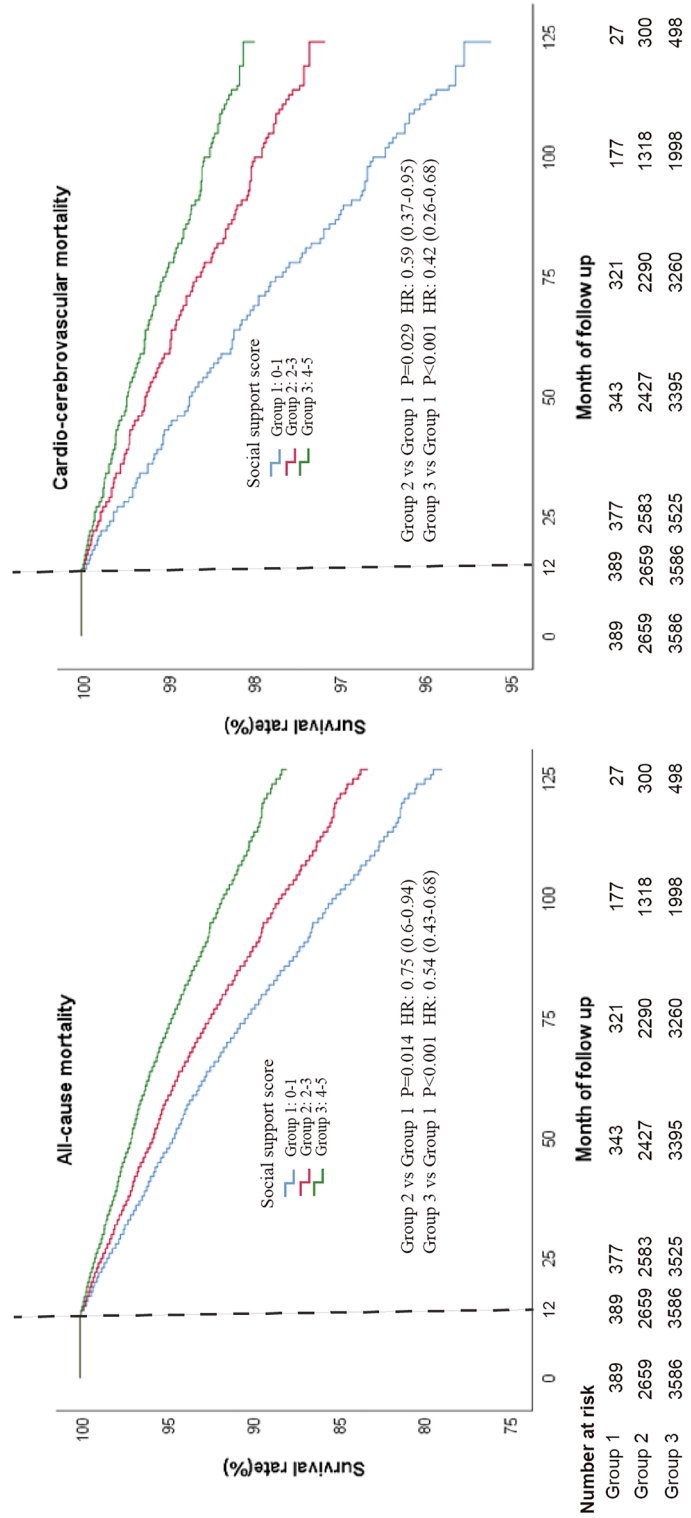 All-cause mortality
Survival rate(%)
100
95
90
85
80
75
Social support score
Group 1: 0-1
Group 2: 2-3
Group 3: 4-5
Group 2 vs Group 1 P=0.014 HR: 0.75 (0.6-0.94)
Group 3 vs Group 1 P<0.001 HR: 0.54 (0.43-0.68)
0 12 25 50 75 100 125
Number at risk
Month of follow up
Group 1 389 389 377 343 321 177 27
Group 2 2659 2659 2583 2427 2290 1318 300
Group 3 3586 3586 3525 3395 3260 1998 498
Cardio-cerebrovascular mortality
Survival rate(%)
100
99
98
97
96
95
Social support score
Group 1: 0-1
Group 2: 2-3
Group 3: 4-5
Group 2 vs Group 1 P=0.029 HR: 0.59 (0.37-0.95)
Group 3 vs Group 1 P<0.001 HR: 0.42 (0.26-0.68)
0 12 25 50 75 100 125
Month of follow up
389 389 377 343 321 177 27
2659 2659 2583 2427 2290 1318 300
3586 3586 3525 3395 3260 1998 498